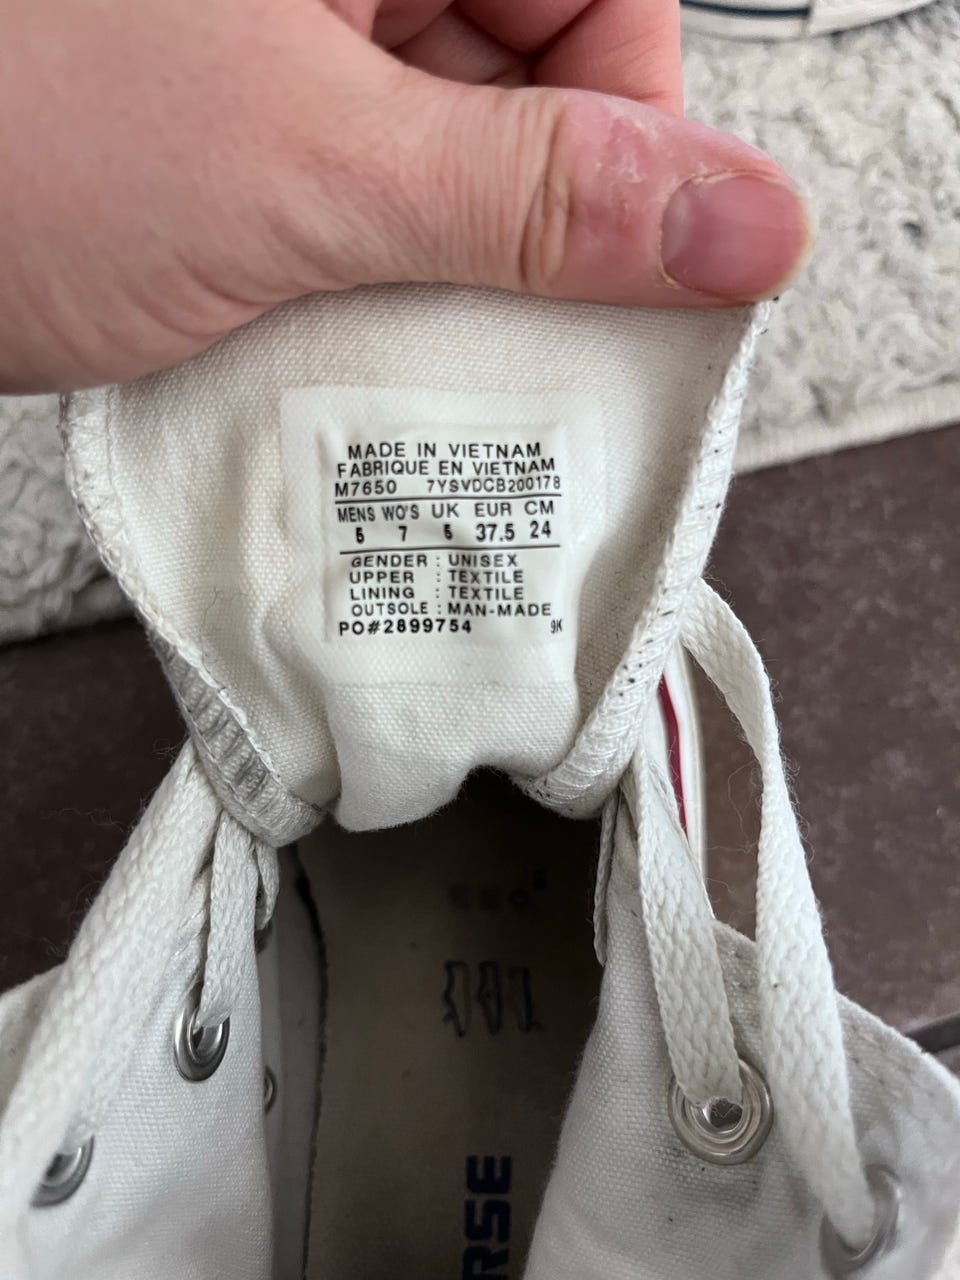 MADE IN VIETNAM
FABRIQUE EN VIETNAM
M7650 7YSVDCB200178
MENS WO'S UK EUR CM
5 7 5 37.5 24
GENDER : UNISEX
UPPER : TEXTILE
LINING : TEXTILE
OUTSOLE : MAN-MADE
PO#2899754 9K
RSE